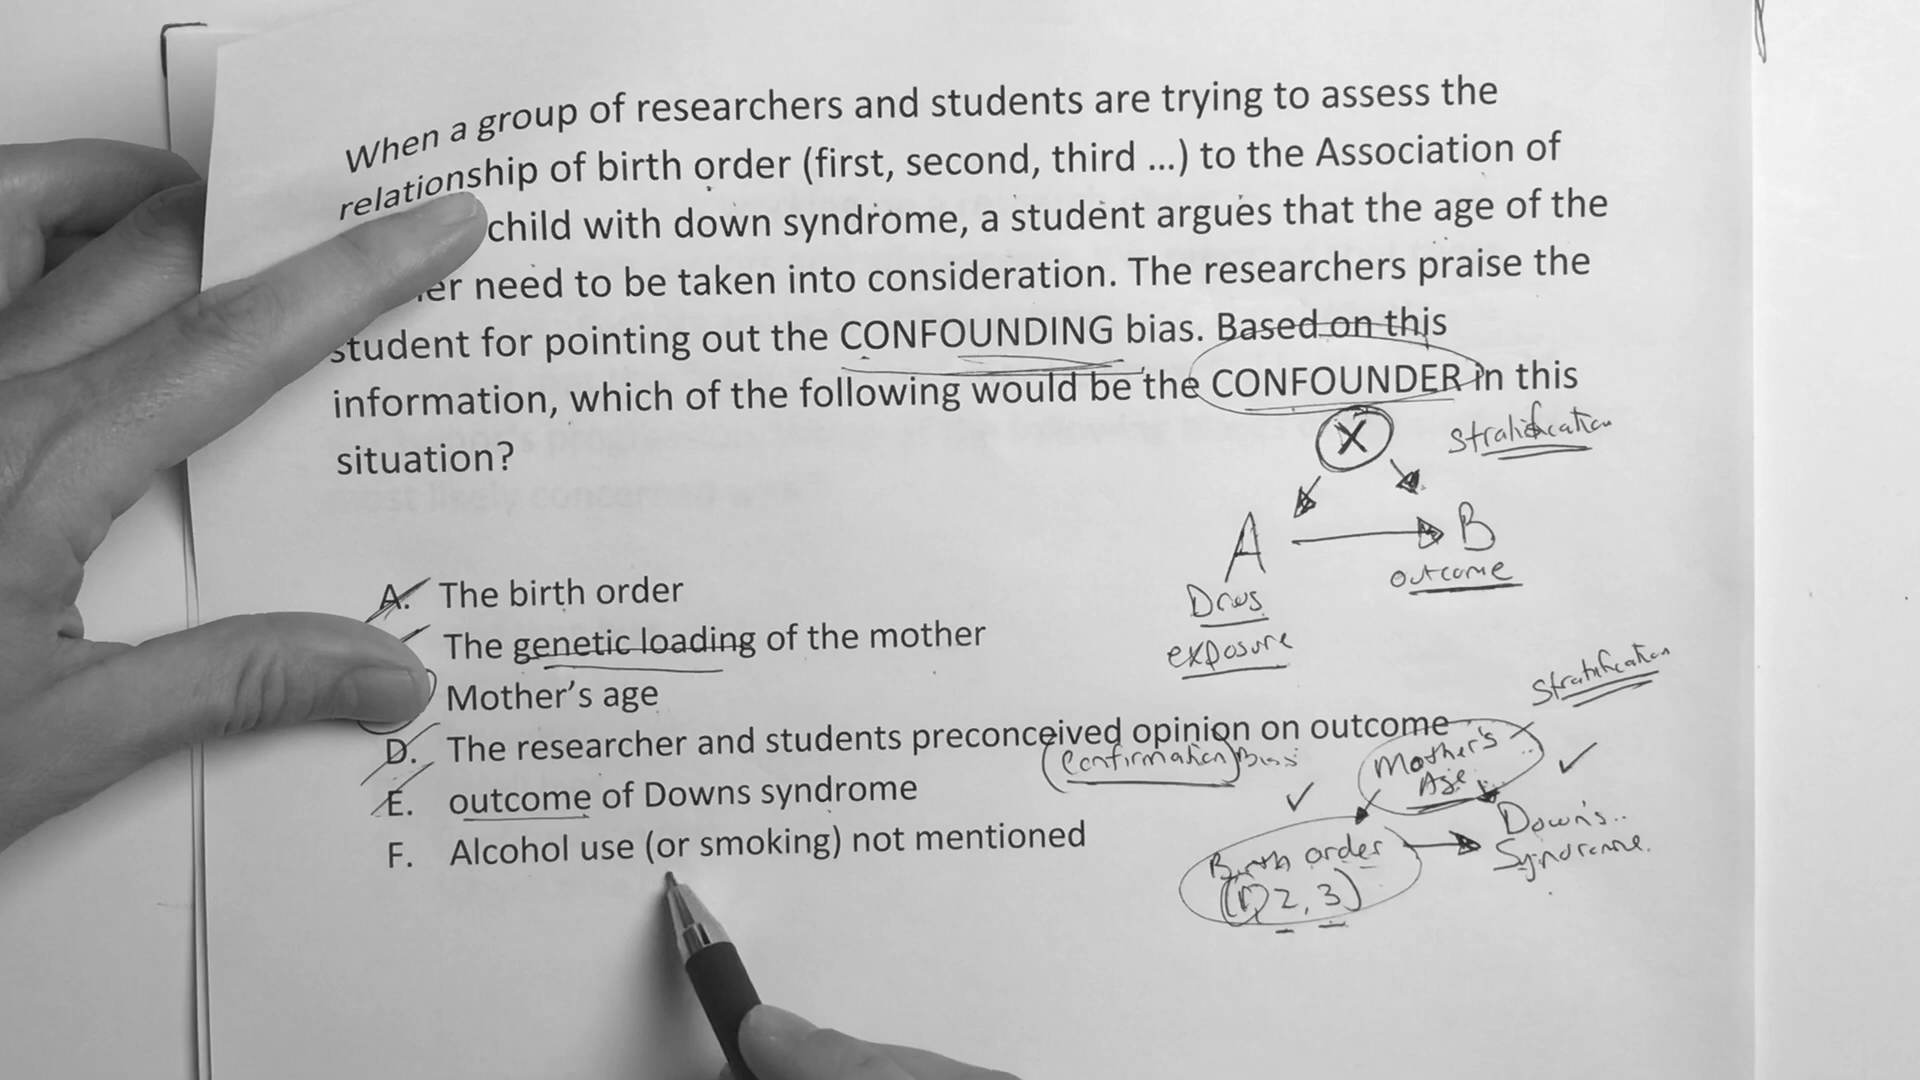 When a group of researchers and students are trying to assess the
relationship of birth order (first, second, third ...) to the Association of
child with down syndrome, a student argues that the age of the
need to be taken into consideration. The researchers praise the
student for pointing out the CONFOUNDING bias. Based on this
information, which of the following would be the CONFOUNDER in this
situation?
X
stratification
A
B
outcome
exposure
A. The birth order
The genetic loading of the mother
Mother's age
D. The researcher and students preconceived opinion on outcome
E. outcome of Downs syndrome
F. Alcohol use (or smoking) not mentioned
Confirmation Bias
Stratification
Mother's
Age
Birth order
(1) 2, 3)
Down's..
Syndrome.